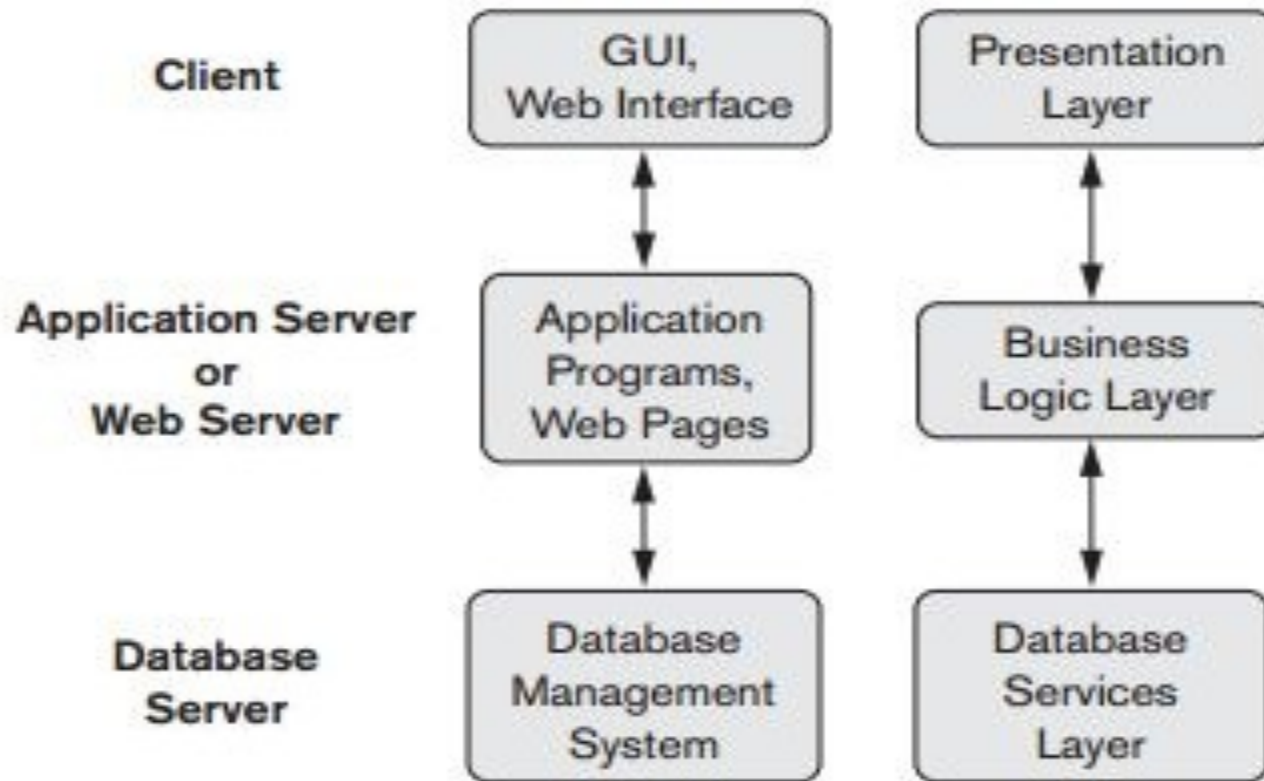 Client
GUI,
Web Interface
Presentation
Layer
Application Server
or
Web Server
Application
Programs,
Web Pages
Business
Logic Layer
Database
Server
Database
Management
System
Database
Services
Layer